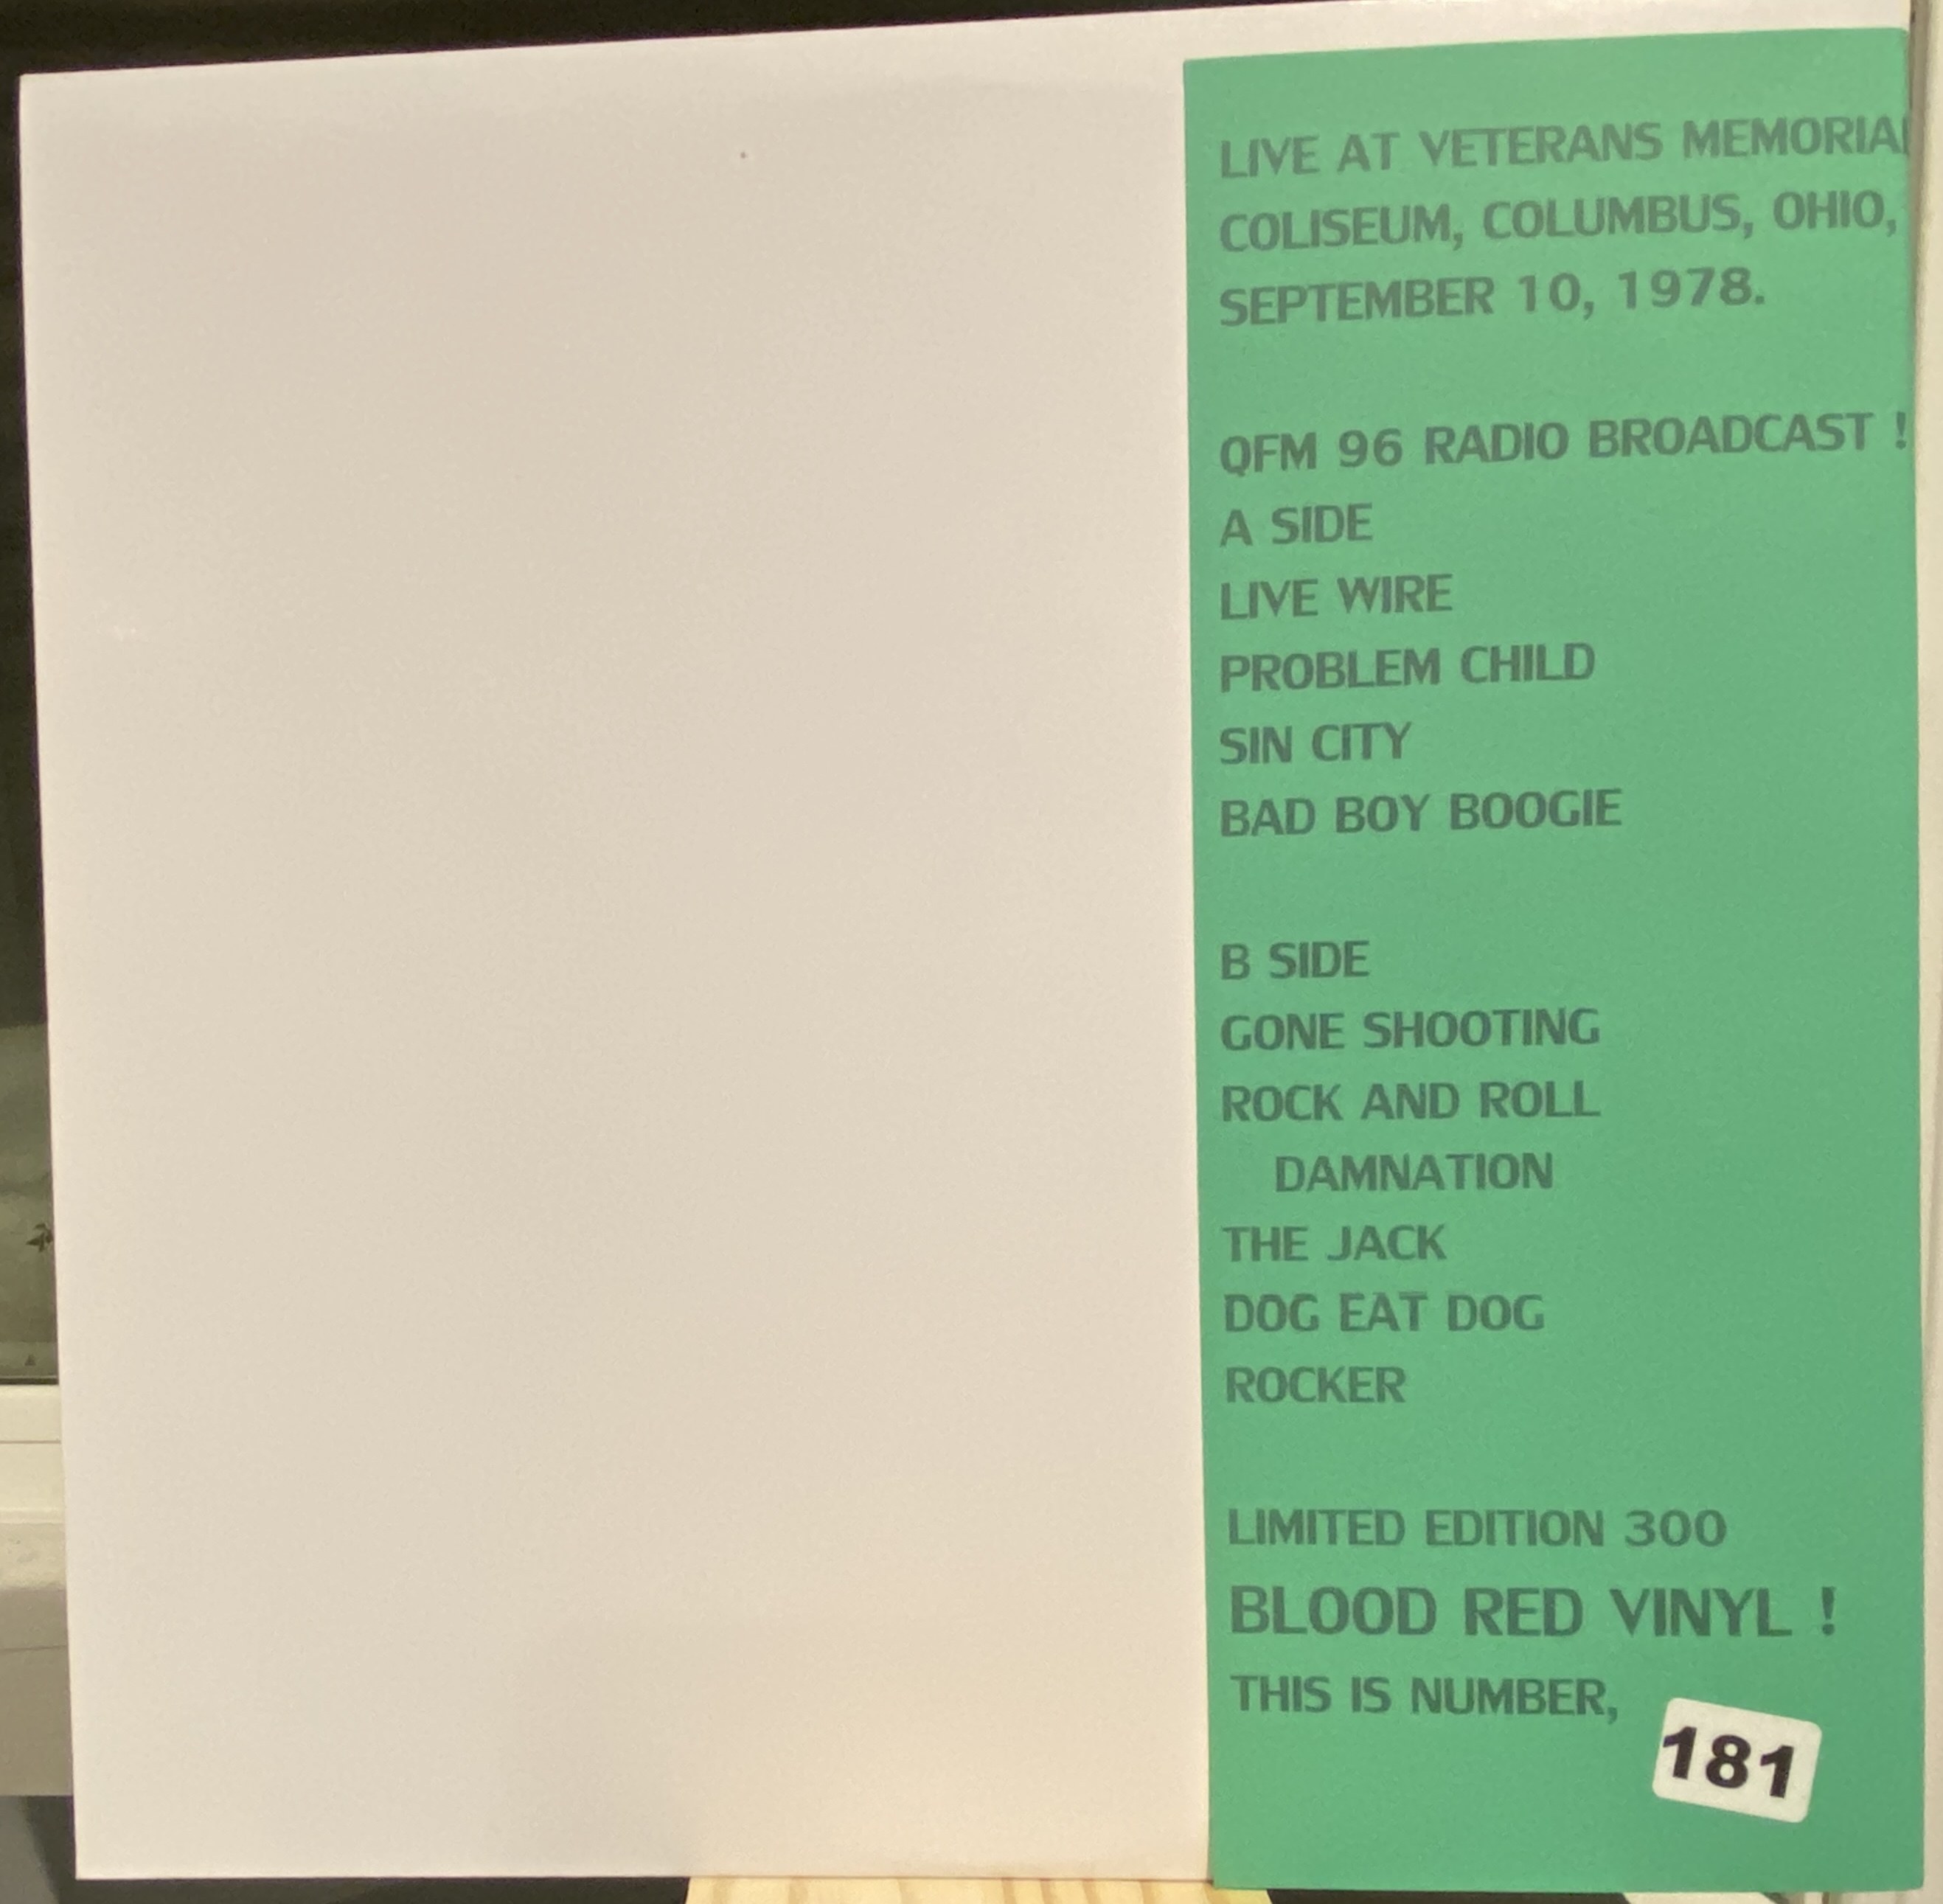 LIVE AT VETERANS MEMORIAL
COLISEUM, COLUMBUS, OHIO,
SEPTEMBER 10, 1978.
QFM 96 RADIO BROADCAST !
A SIDE
LIVE WIRE
PROBLEM CHILD
SIN CITY
BAD BOY BOOGIE
B SIDE
GONE SHOOTING
ROCK AND ROLL
DAMNATION
THE JACK
DOG EAT DOG
ROCKER
LIMITED EDITION 300
BLOOD RED VINYL !
THIS IS NUMBER,
181